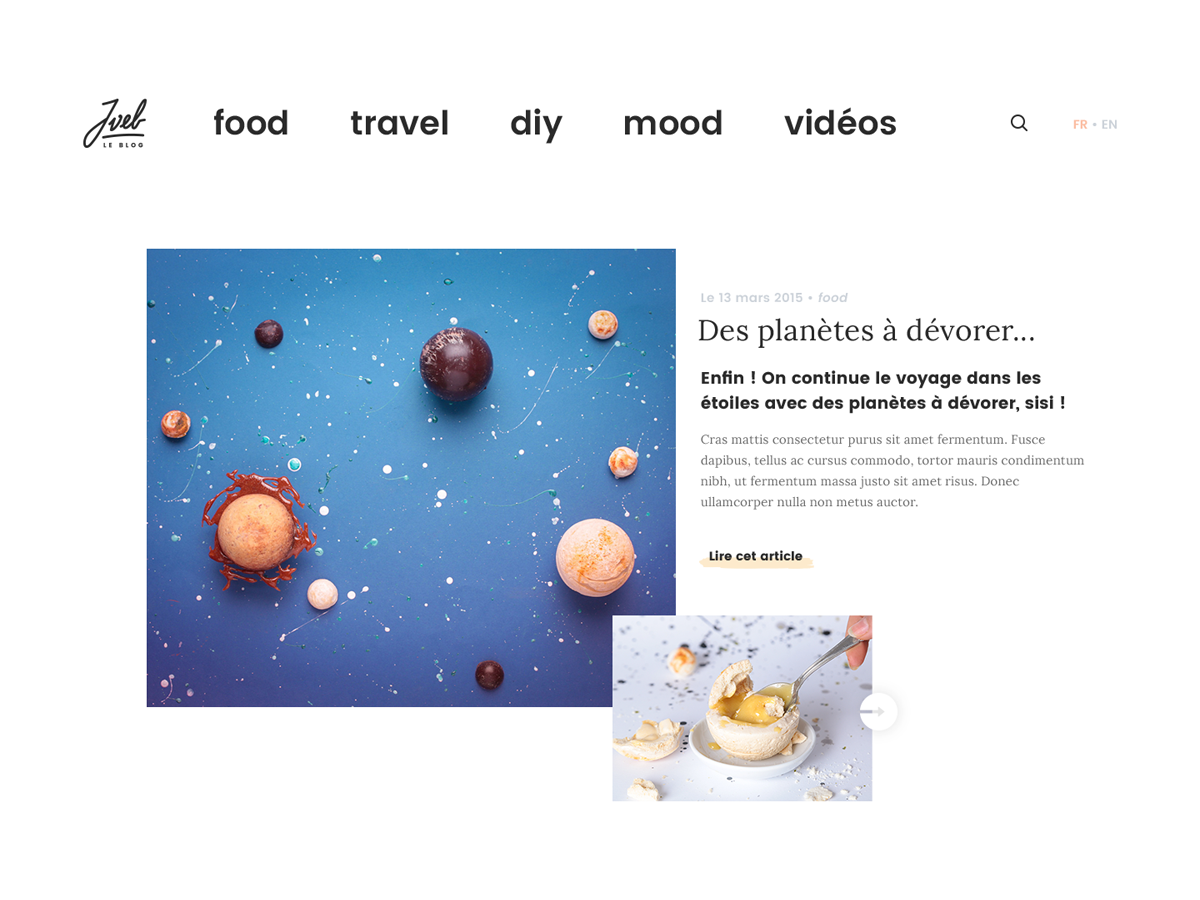 Jveb
LE BLOG
food travel diy mood vidéos
FR • EN
Le 13 mars 2015 • food
Des planètes à dévorer...
Enfin ! On continue le voyage dans les
étoiles avec des planètes à dévorer, sisi !
Cras mattis consectetur purus sit amet fermentum. Fusce
dapibus, tellus ac cursus commodo, tortor mauris condimentum
nibh, ut fermentum massa justo sit amet risus. Donec
ullamcorper nulla non metus auctor.
Lire cet article